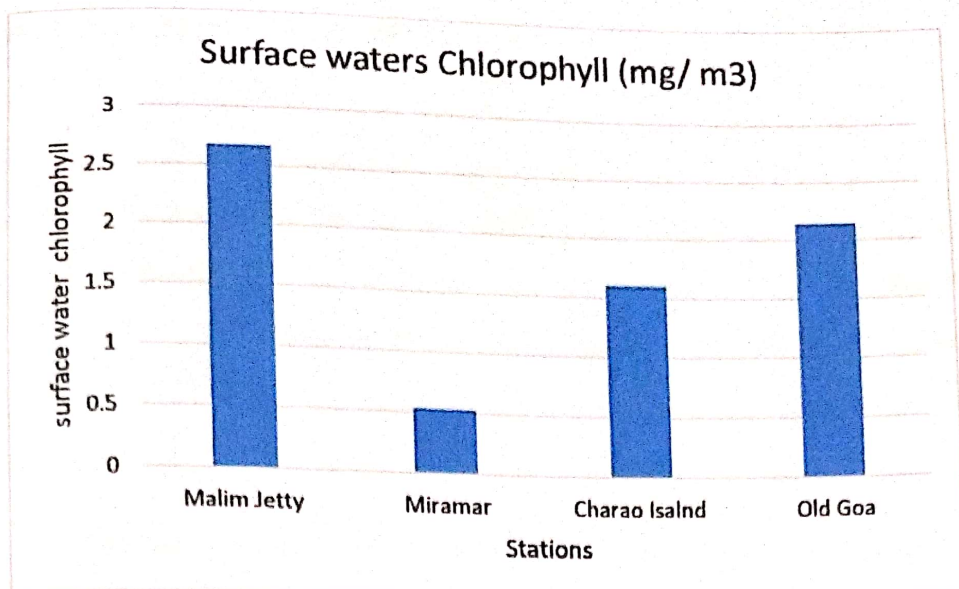 Surface waters Chlorophyll (mg/ m3)
surface water chlorophyll
3
2.5
2
1.5
1
0.5
0
Malim Jetty
Miramar
Charao Isalnd
Old Goa
Stations